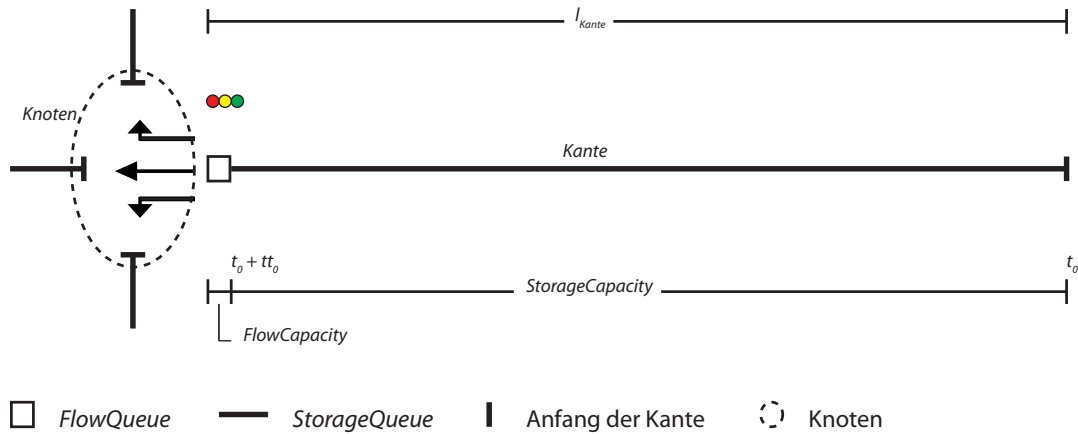 l_Kante
Knoten
Kante
t_0 + tt_0
t_0
StorageCapacity
FlowCapacity
FlowQueue StorageQueue Anfang der Kante Knoten